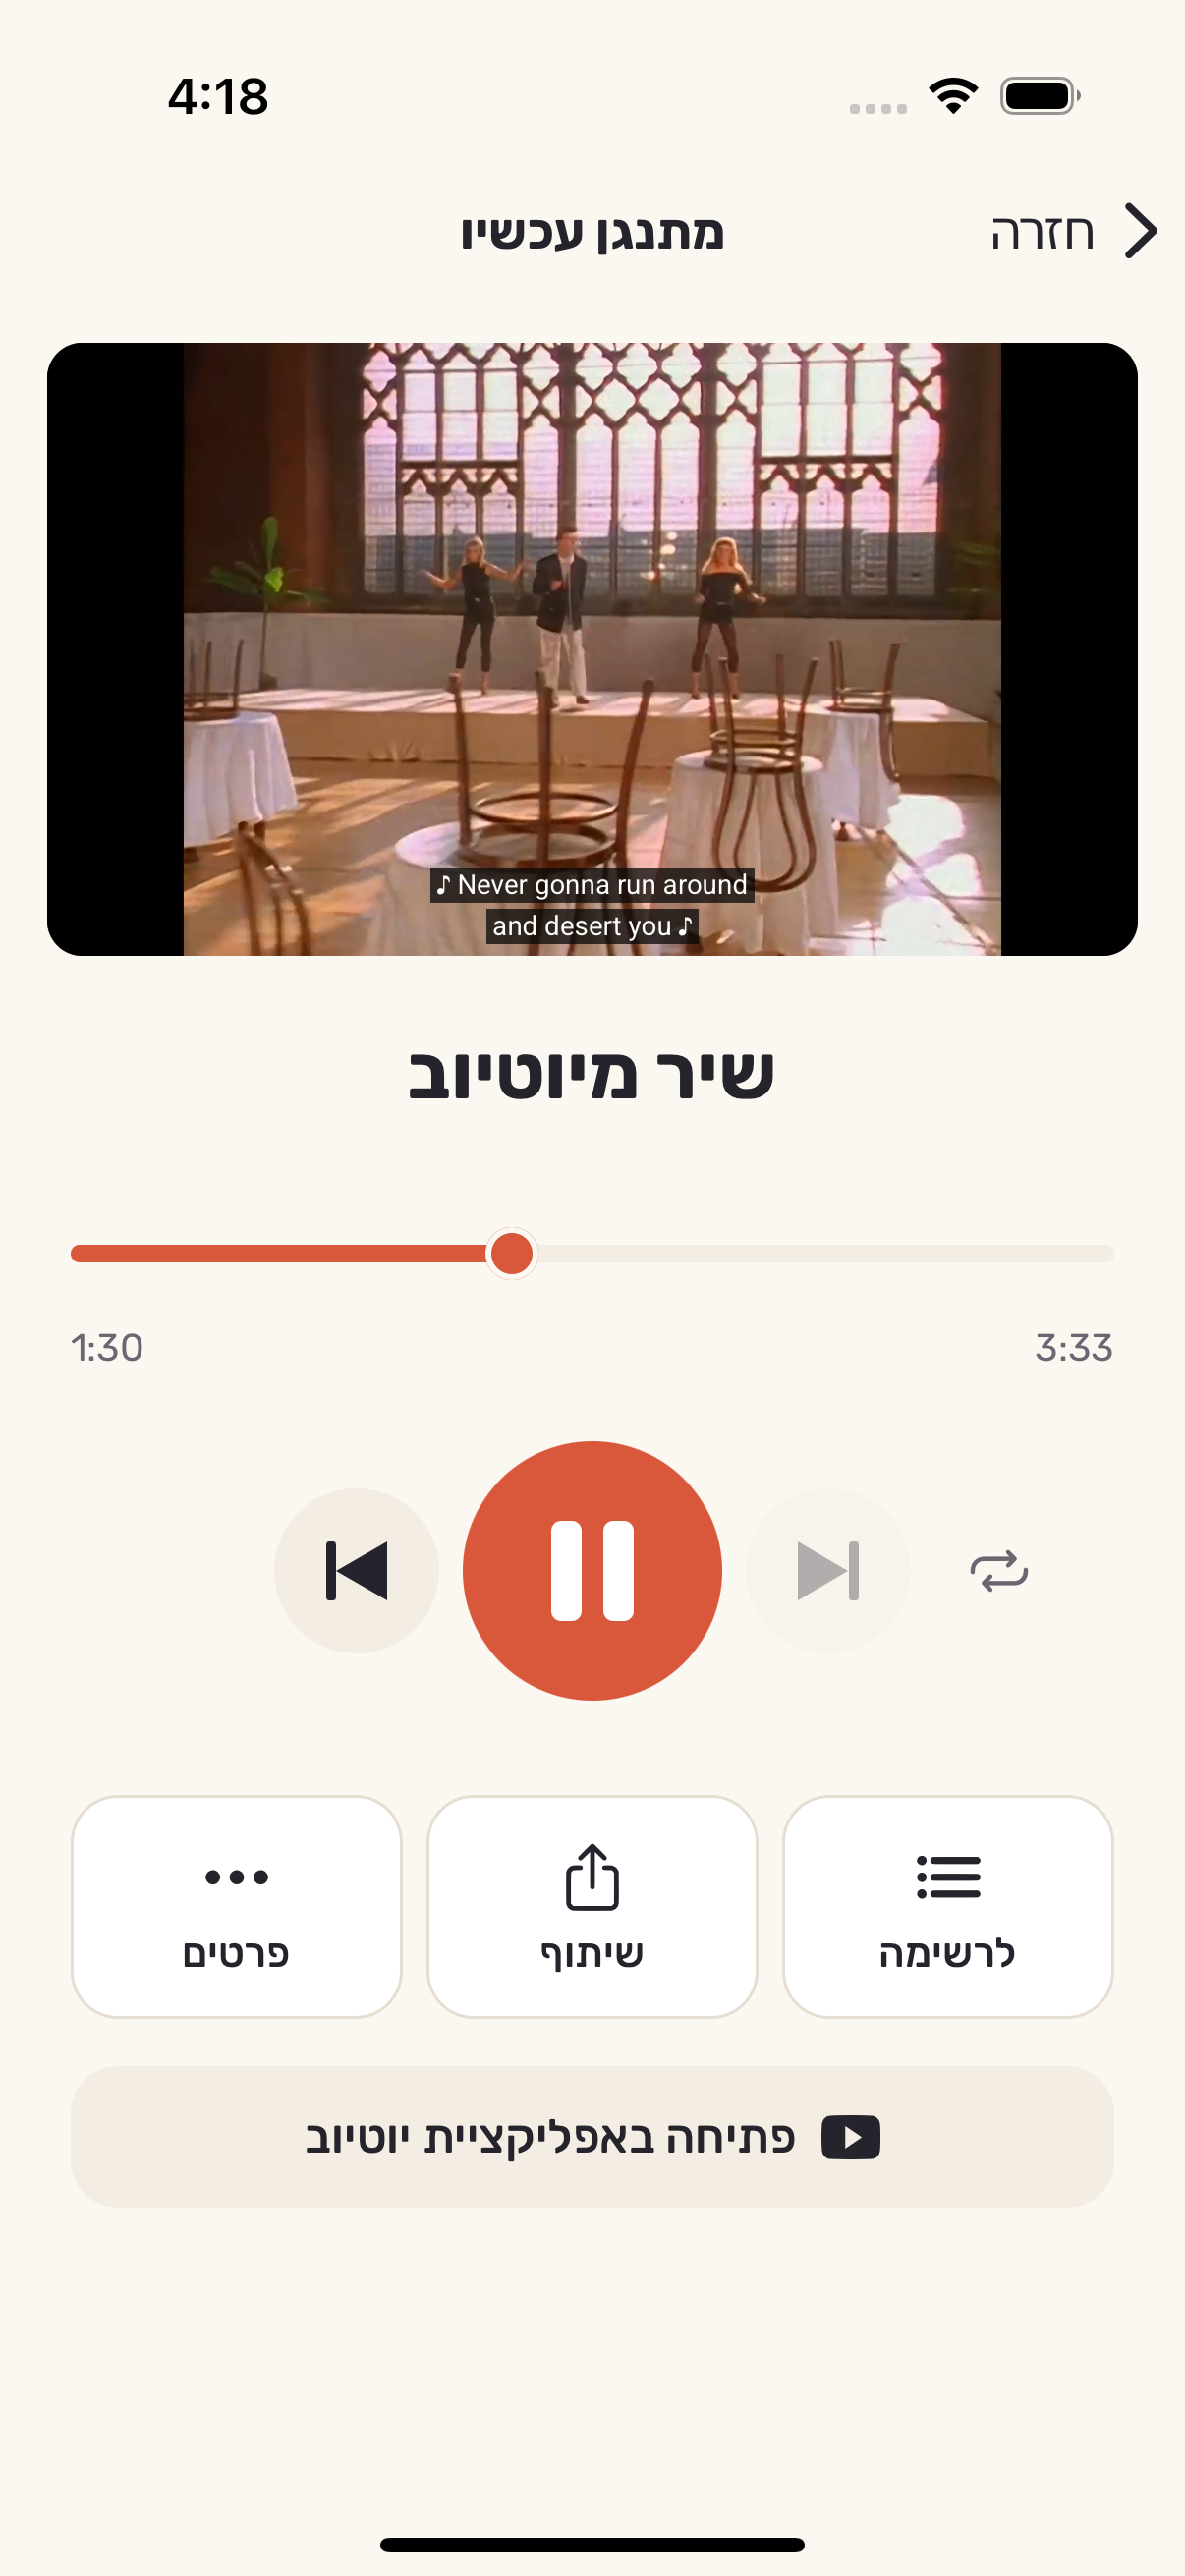 4:18
חזרה
מתנגן עכשיו
♪ Never gonna run around
and desert you ♪
שיר מיוטיוב
1:30
3:33
לרשימה
שיתוף
פרטים
פתיחה באפליקציית יוטיוב